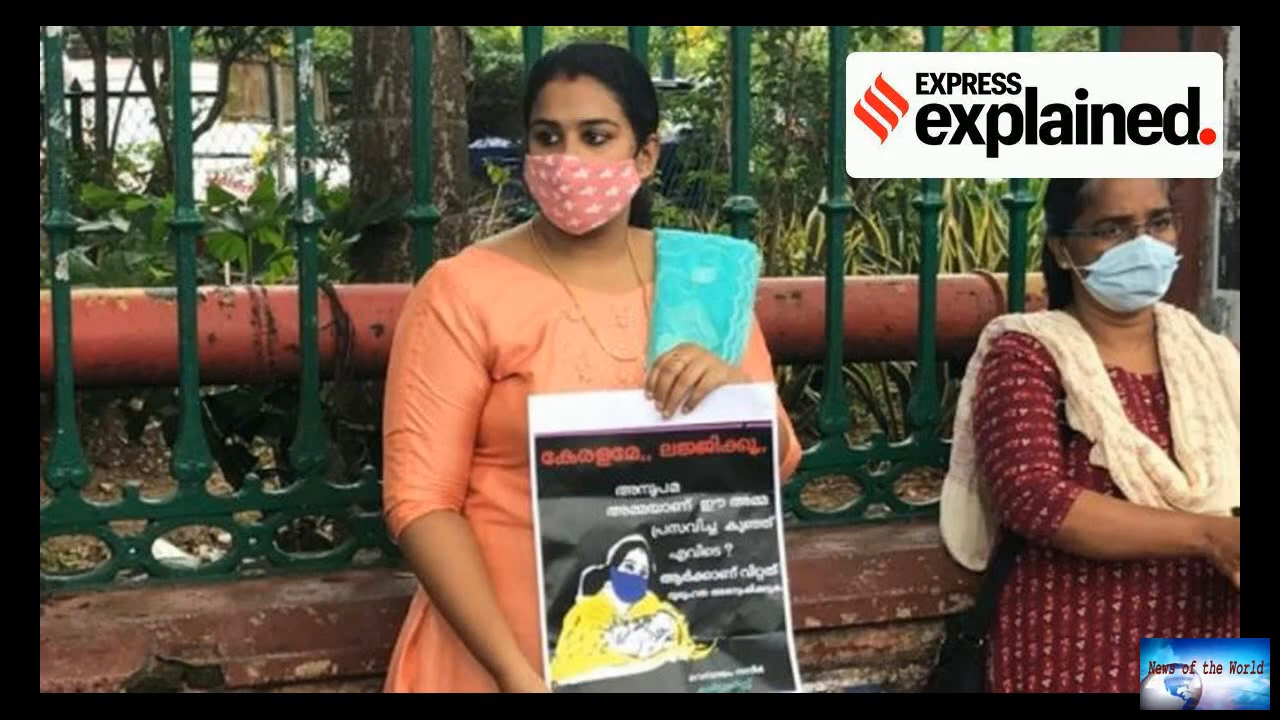 EXPRESS
explained.
കേരളമേ.. ലജ്ജിക്കൂ..
അനുപമ
അമ്മയാണ് ഈ അമ്മ
പ്രസവിച്ച കുഞ്ഞ്
എവിടെ ?
ആർക്കാണ് വിറ്റത്
News of the World